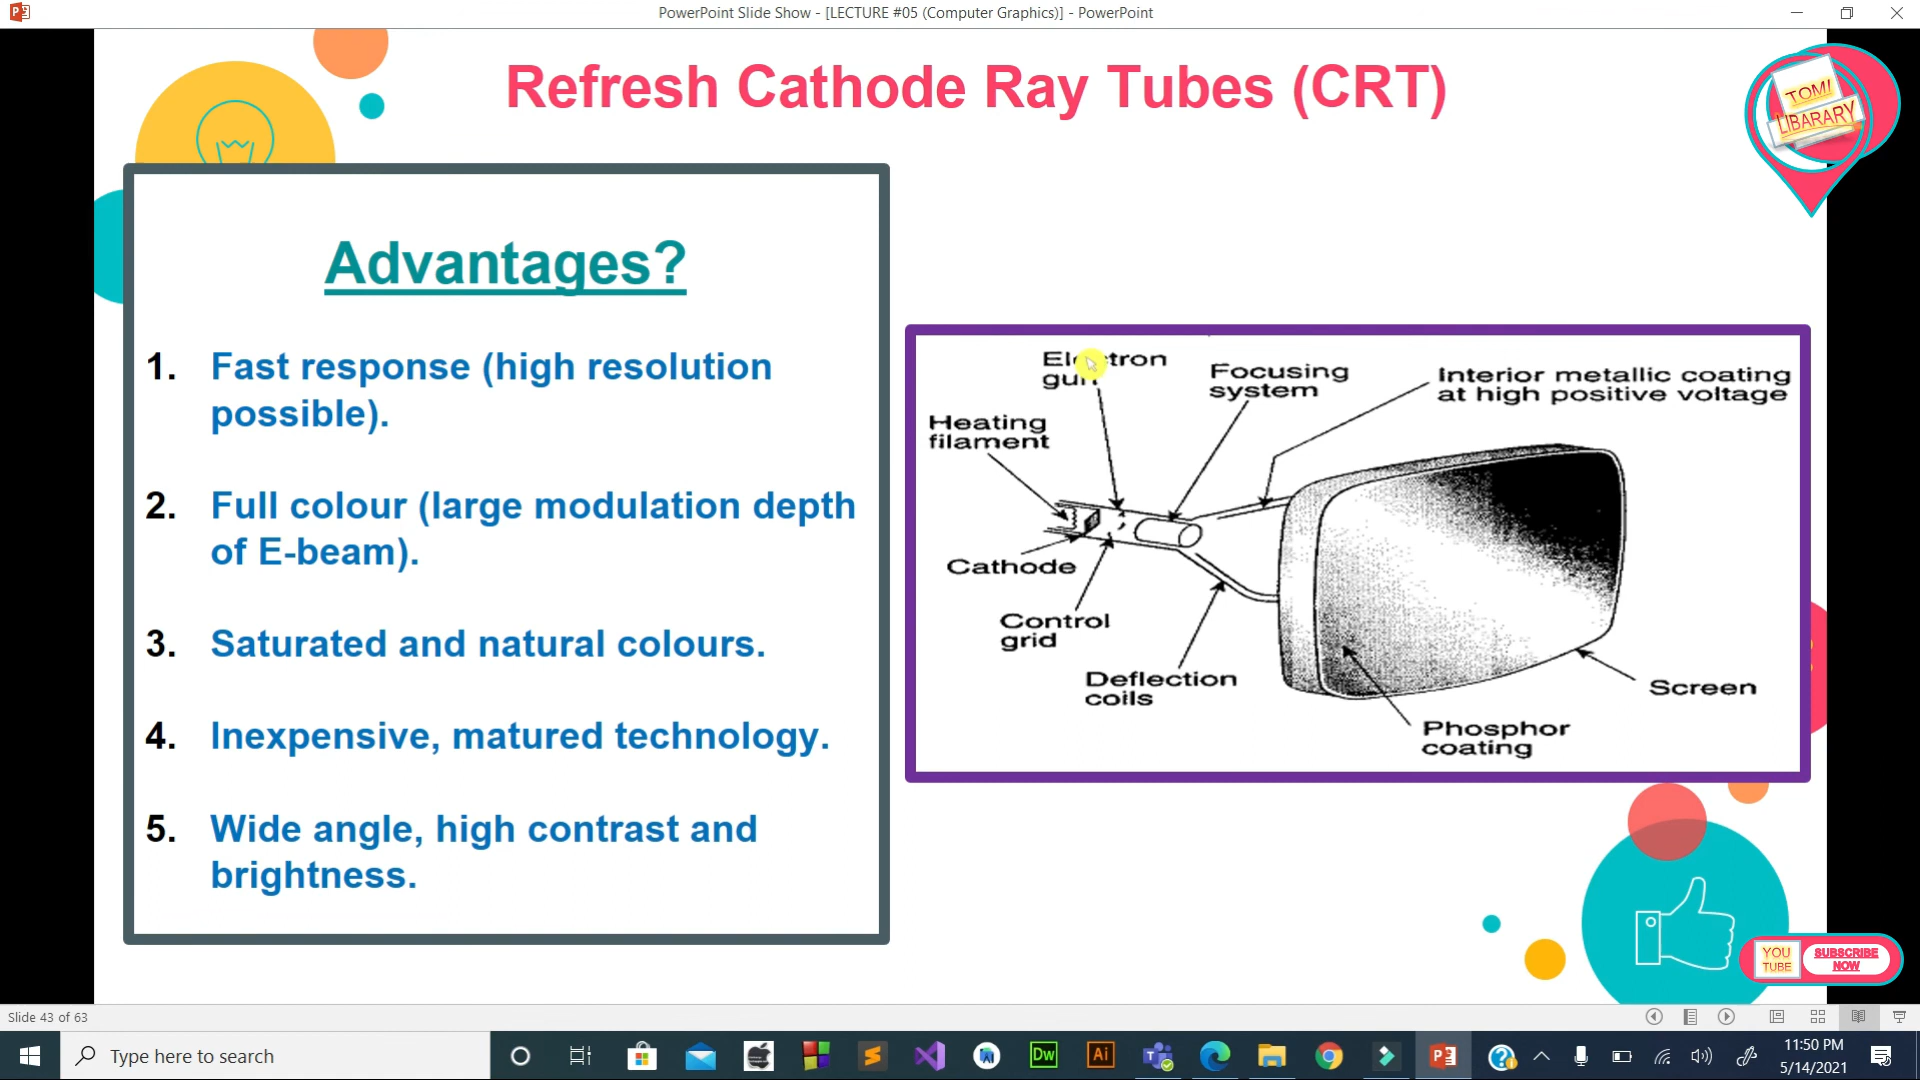 PowerPoint Slide Show - [LECTURE #05 (Computer Graphics)] - PowerPoint
Refresh Cathode Ray Tubes (CRT)
TOMI
LIBARARY
Advantages?
1. Fast response (high resolution
possible).
2. Full colour (large modulation depth
of E-beam).
3. Saturated and natural colours.
4. Inexpensive, matured technology.
5. Wide angle, high contrast and
brightness.
Electron
gun
Focusing
system
Interior metallic coating
at high positive voltage
Heating
filament
Cathode
Control
grid
Deflection
coils
Screen
Phosphor
coating
YOU
TUBE
SUBSCRIBE
NOW
Slide 43 of 63
Type here to search
Dw
Ai
11:50 PM
5/14/2021